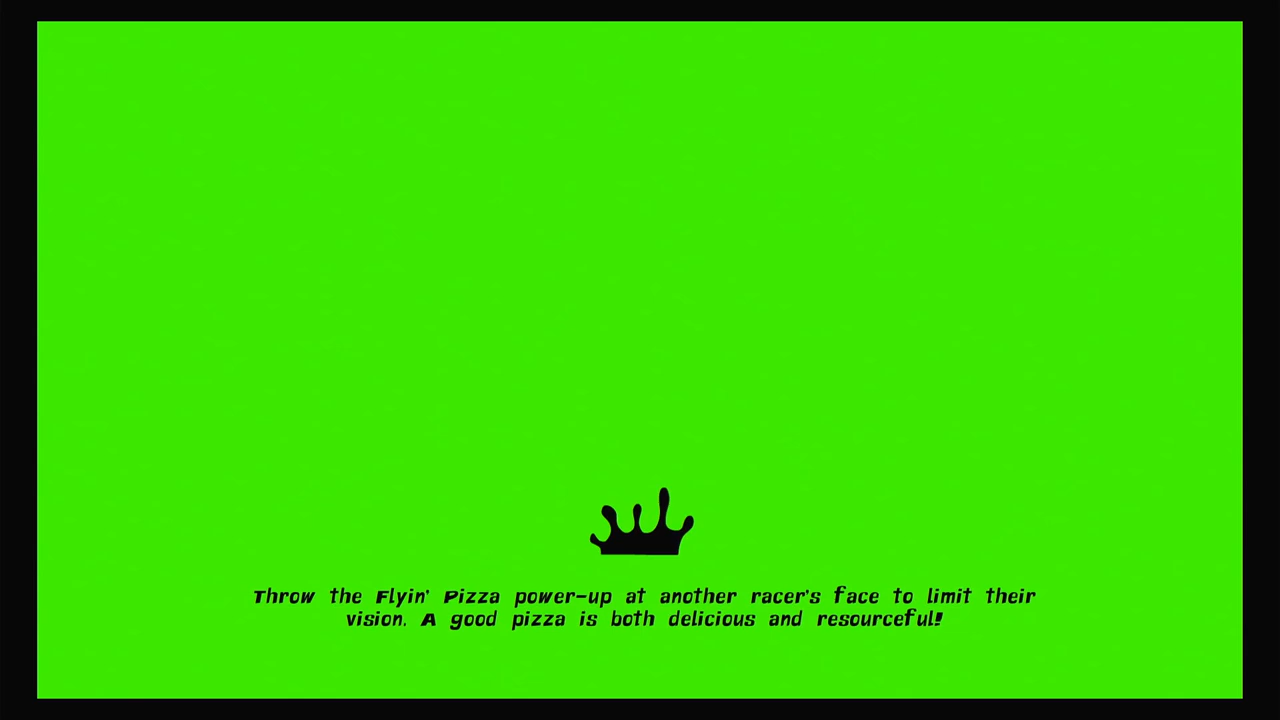 Throw the Flyin' Pizza power-up at another racer's face to limit their
vision. A good pizza is both delicious and resourceful!